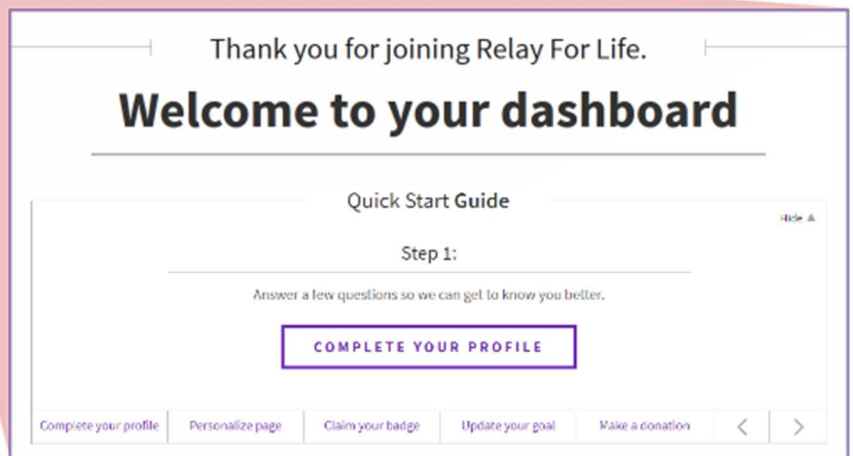 Thank you for joining Relay For Life.
Welcome to your dashboard
Quick Start Guide
Hide ▲
Step 1:
Answer a few questions so we can get to know you better.
COMPLETE YOUR PROFILE
Complete your profile Personalize page Claim your badge Update your goal Make a donation